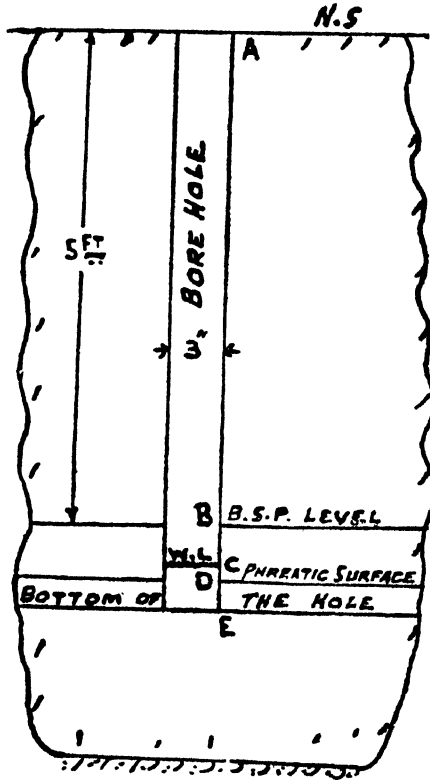 N.S
A
5 FT
BORE HOLE
3"
B B.S.P. LEVEL
W.L
C PHREATIC SURFACE
D
BOTTOM OF THE HOLE
E